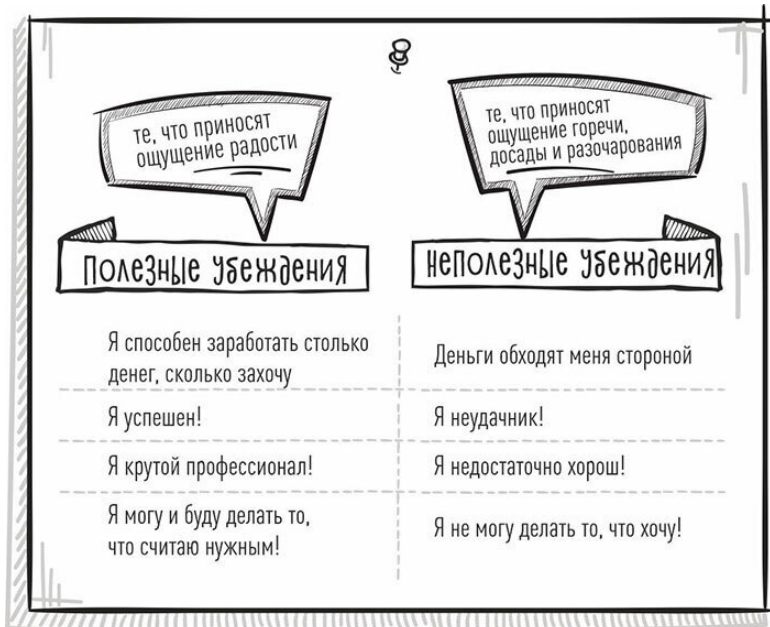 те, что приносят
ощущение радости
те, что приносят
ощущение горечи,
досады и разочарования
Полезные убеждения
Неполезные убеждения
Я способен заработать столько
денег, сколько захочу
Деньги обходят меня стороной
Я успешен!
Я неудачник!
Я крутой профессионал!
Я недостаточно хорош!
Я могу и буду делать то,
что считаю нужным!
Я не могу делать то, что хочу!